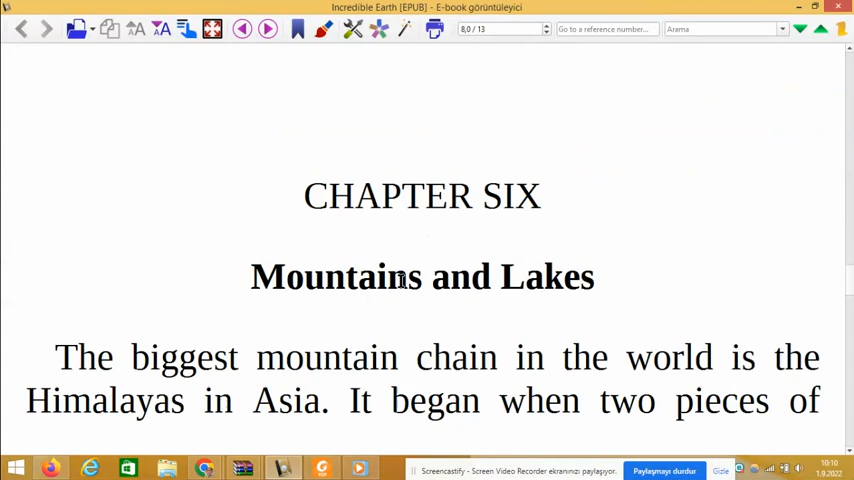 Incredible Earth [EPUB] - E-book görüntüleyici
8,0 / 13
Go to a reference number...
Arama
CHAPTER SIX
Mountains and Lakes
The biggest mountain chain in the world is the
Himalayas in Asia. It began when two pieces of
Screencastify - Screen Video Recorder ekranınızı paylaşıyor.
Paylaşmayı durdur
Gizle
10:10
1.9.2022